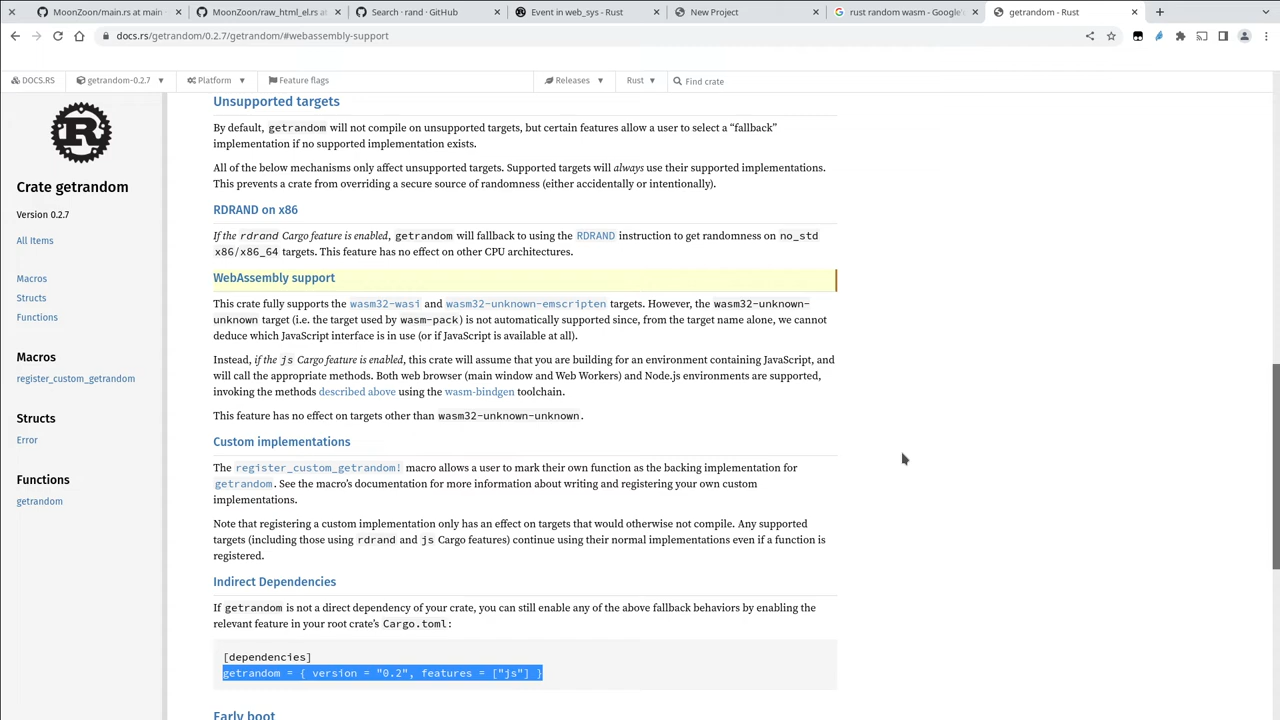 MoonZoon/main.rs at main ·
MoonZoon/raw_html_el.rs a
Search · rand · GitHub
Event in web_sys - Rust
New Project
rust random wasm - Google
getrandom - Rust
docs.rs/getrandom/0.2.7/getrandom/#webassembly-support
DOCS.RS
getrandom-0.2.7
Platform
Feature flags
Releases
Rust
Find crate
Crate getrandom
Version 0.2.7
All Items
Macros
Structs
Functions
Macros
register_custom_getrandom
Structs
Error
Functions
getrandom
Unsupported targets
By default, getrandom will not compile on unsupported targets, but certain features allow a user to select a “fallback”
implementation if no supported implementation exists.
All of the below mechanisms only affect unsupported targets. Supported targets will always use their supported implementations.
This prevents a crate from overriding a secure source of randomness (either accidentally or intentionally).
RDRAND on x86
If the rdrand Cargo feature is enabled, getrandom will fallback to using the RDRAND instruction to get randomness on no_std
x86/x86_64 targets. This feature has no effect on other CPU architectures.
WebAssembly support
This crate fully supports the wasm32-wasi and wasm32-unknown-emscripten targets. However, the wasm32-unknown-
unknown target (i.e. the target used by wasm-pack) is not automatically supported since, from the target name alone, we cannot
deduce which JavaScript interface is in use (or if JavaScript is available at all).
Instead, if the js Cargo feature is enabled, this crate will assume that you are building for an environment containing JavaScript, and
will call the appropriate methods. Both web browser (main window and Web Workers) and Node.js environments are supported,
invoking the methods described above using the wasm-bindgen toolchain.
This feature has no effect on targets other than wasm32-unknown-unknown.
Custom implementations
The register_custom_getrandom! macro allows a user to mark their own function as the backing implementation for
getrandom. See the macro’s documentation for more information about writing and registering your own custom
implementations.
Note that registering a custom implementation only has an effect on targets that would otherwise not compile. Any supported
targets (including those using rdrand and js Cargo features) continue using their normal implementations even if a function is
registered.
Indirect Dependencies
If getrandom is not a direct dependency of your crate, you can still enable any of the above fallback behaviors by enabling the
relevant feature in your root crate’s Cargo.toml:
[dependencies]
getrandom = { version = "0.2", features = ["js"] }
Early boot